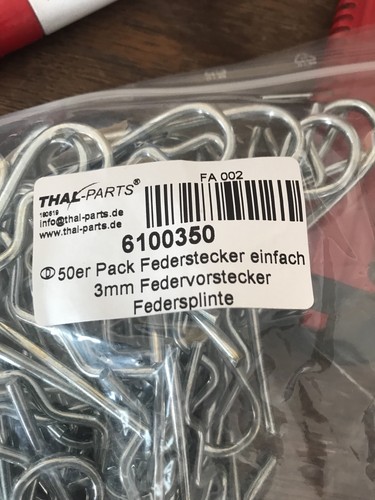 FA 002
THAL-PARTS®
160819
info@thal-parts.de
www.thal-parts.de
6100350
50er Pack Federstecker einfach
3mm Federvorstecker
Federsplinte